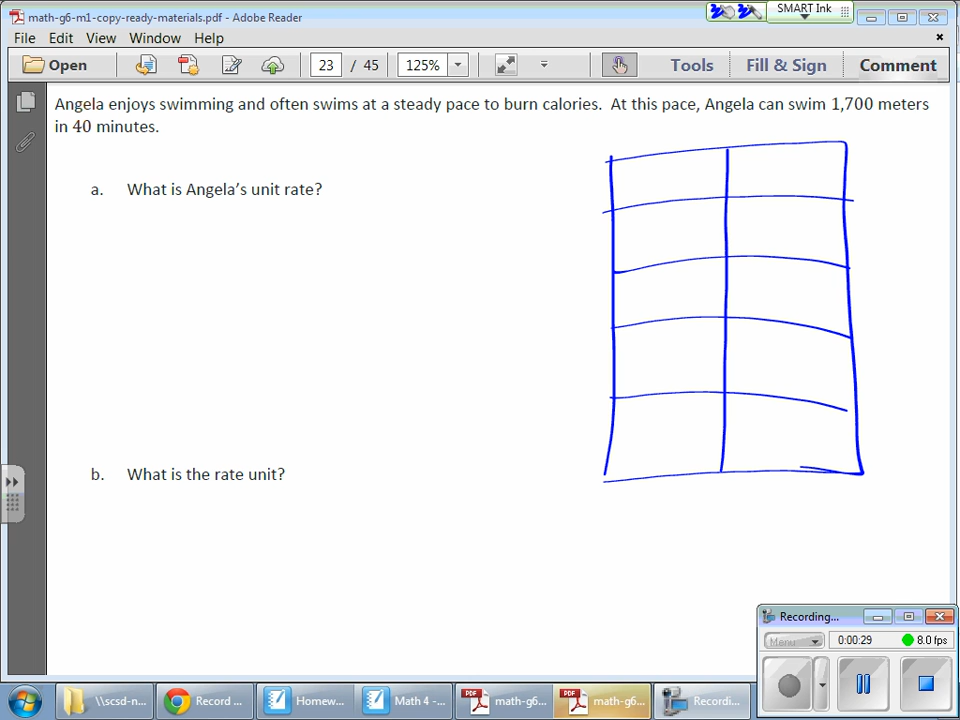 math-g6-m1-copy-ready-materials.pdf - Adobe Reader
SMART Ink
File Edit View Window Help
Open 23 / 45 125% Tools Fill & Sign Comment
Angela enjoys swimming and often swims at a steady pace to burn calories. At this pace, Angela can swim 1,700 meters
in 40 minutes.
a. What is Angela's unit rate?
b. What is the rate unit?
Recording...
Menu 0:00:29 8.0 fps
\\scsd-n... Record ... Homew... Math 4 -... math-g6... math-g6... Recordi...